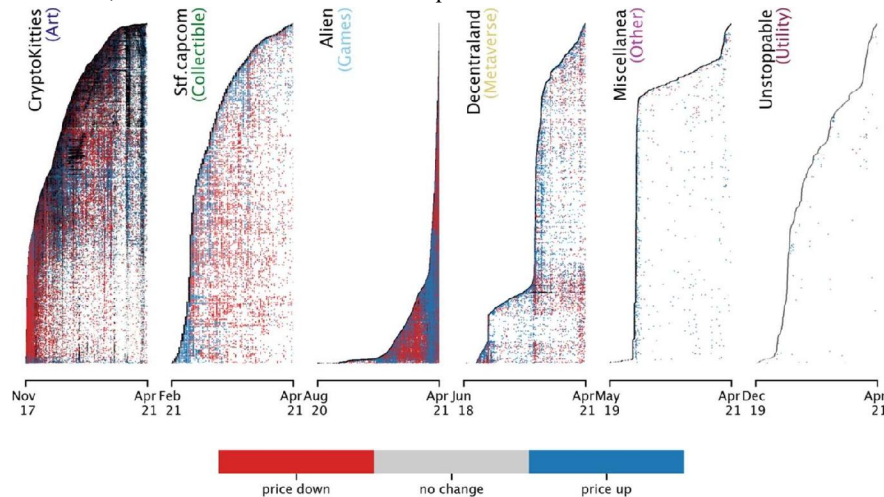 CryptoKitties
(Art)
Stf.capcom
(Collectible)
Alien
(Games)
Decentraland
(Metaverse)
Miscellanea
(Other)
Unstoppable
(Utility)
Nov
17
Apr
21
Feb
21
Apr
21
Aug
20
Apr
21
Jun
18
Apr
21
May
19
Apr
21
Dec
19
Apr
21
price down
no change
price up